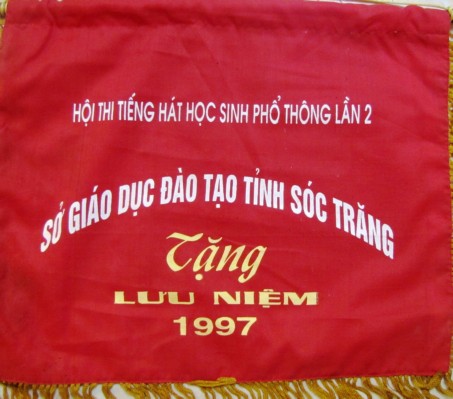 HỘI THI TIẾNG HÁT HỌC SINH PHỔ THÔNG LẦN 2
SỞ GIÁO DỤC ĐÀO TẠO TỈNH SÓC TRĂNG
Tặng
LƯU NIỆM
1997